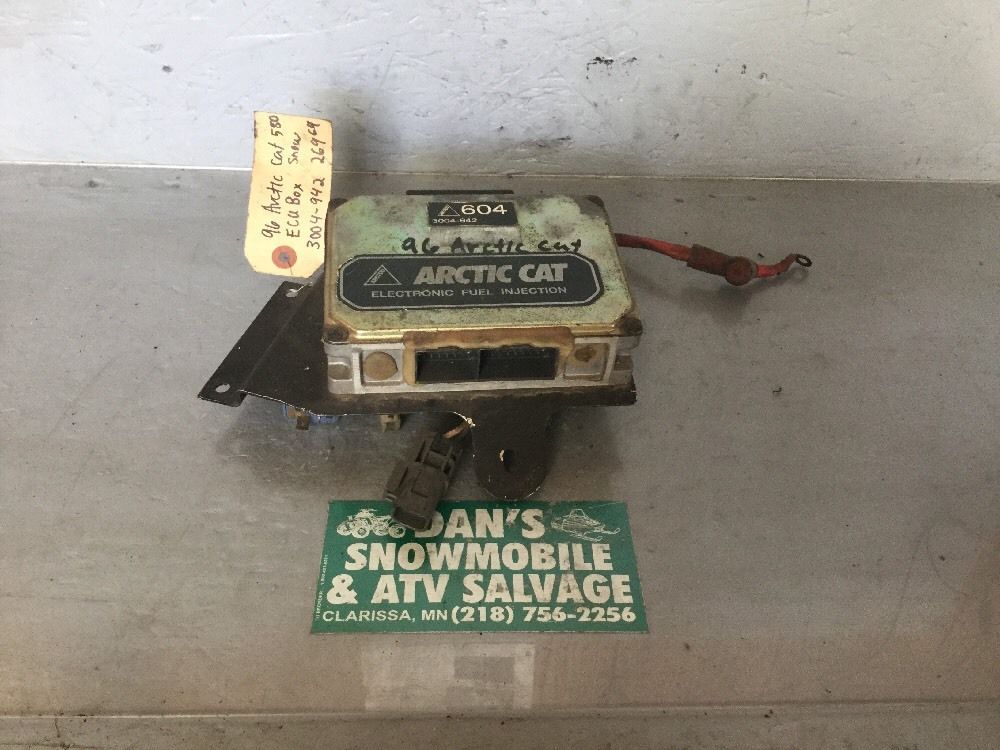 96 Arctic Cat 580
ECU Box Snow
3004-942 26969
604
3004-942
96 Arctic cat
ARCTIC CAT
ELECTRONIC FUEL INJECTION
DAN'S
SNOWMOBILE
& ATV SALVAGE
CLARISSA, MN (218) 756-2256